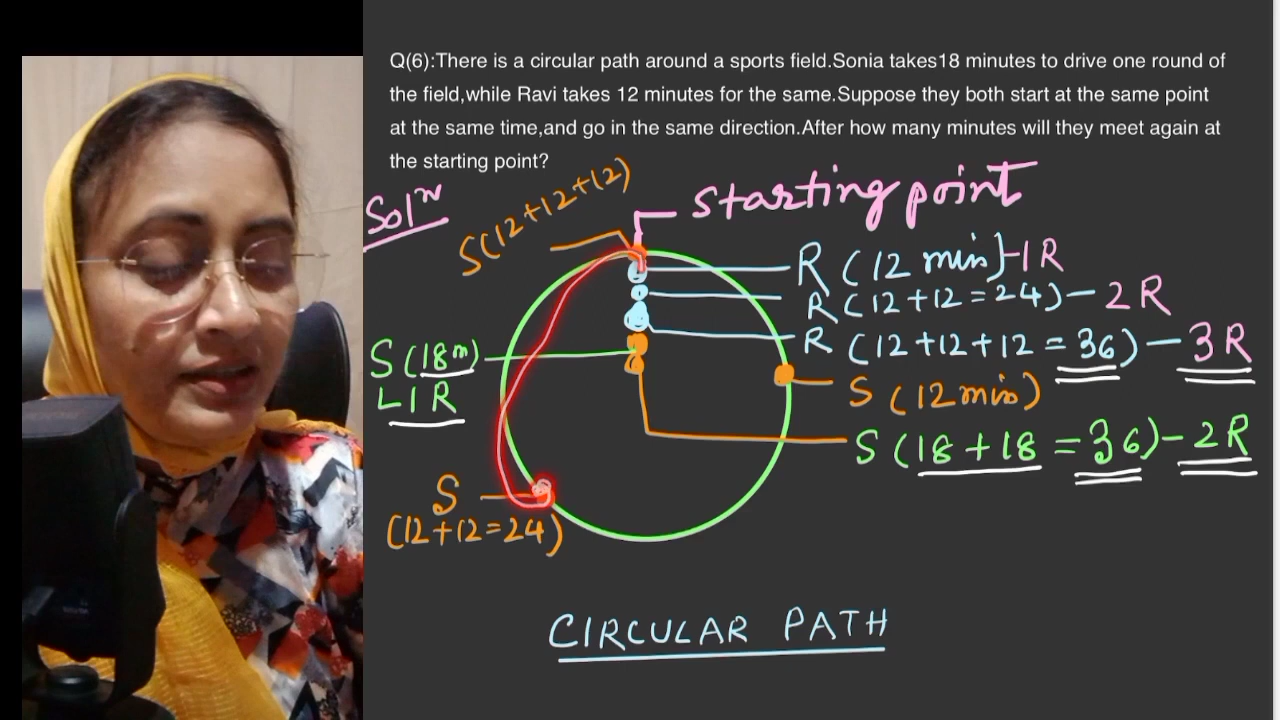 Q(6):There is a circular path around a sports field.Sonia takes18 minutes to drive one round of
the field,while Ravi takes 12 minutes for the same.Suppose they both start at the same point
at the same time,and go in the same direction.After how many minutes will they meet again at
the starting point?
Solⁿ
S(12+12+12)
Starting point
R (12 min)-1R
R (12+12=24)-2R
R (12+12+12=36)-3R
S (18m)
L1R
S (12min)
S (18+18=36)-2R
S
(12+12=24)
CIRCULAR PATH